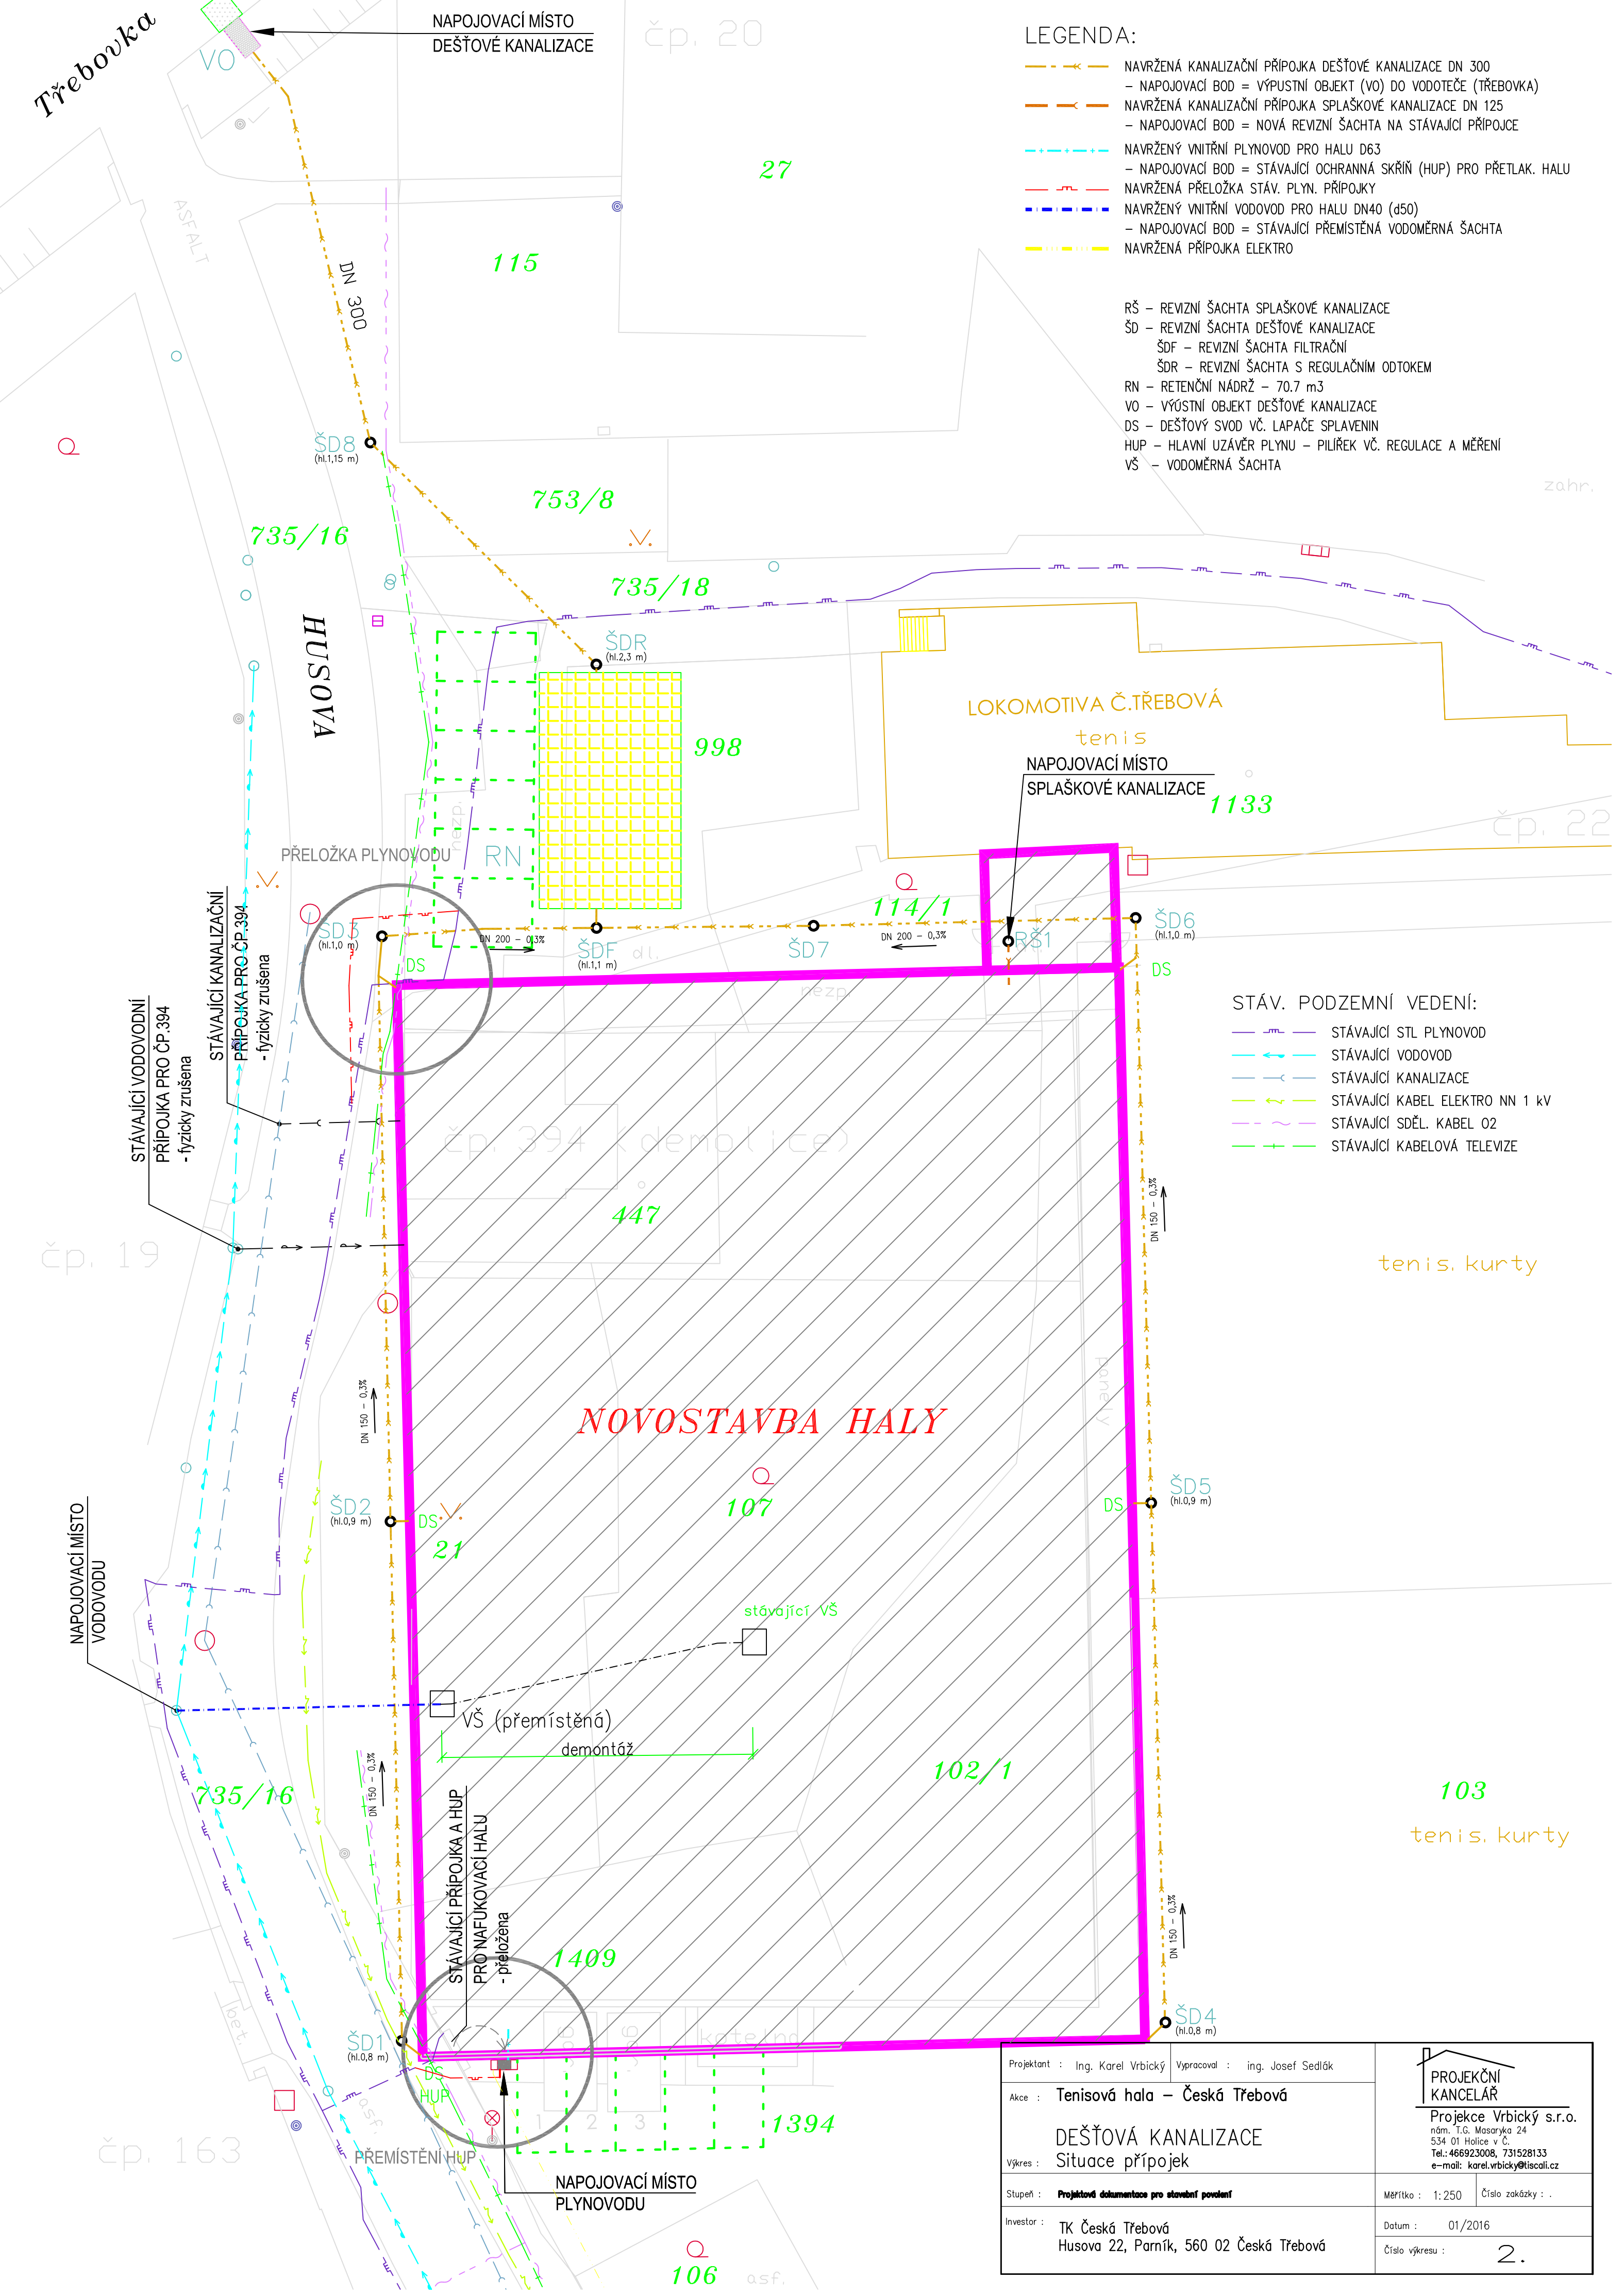 Třebovka
NAPOJOVACÍ MÍSTO
DEŠŤOVÉ KANALIZACE
VO
čp. 20
27
115
ASFALT
DN 300
LEGENDA:
NAVRŽENÁ KANALIZAČNÍ PŘÍPOJKA DEŠŤOVÉ KANALIZACE DN 300
– NAPOJOVACÍ BOD = VÝPUSTNÍ OBJEKT (VO) DO VODOTEČE (TŘEBOVKA)
NAVRŽENÁ KANALIZAČNÍ PŘÍPOJKA SPLAŠKOVÉ KANALIZACE DN 125
– NAPOJOVACÍ BOD = NOVÁ REVIZNÍ ŠACHTA NA STÁVAJÍCÍ PŘÍPOJCE
NAVRŽENÝ VNITŘNÍ PLYNOVOD PRO HALU D63
– NAPOJOVACÍ BOD = STÁVAJÍCÍ OCHRANNÁ SKŘÍŇ (HUP) PRO PŘETLAK. HALU
NAVRŽENÁ PŘELOŽKA STÁV. PLYN. PŘÍPOJKY
NAVRŽENÝ VNITŘNÍ VODOVOD PRO HALU DN40 (d50)
– NAPOJOVACÍ BOD = STÁVAJÍCÍ PŘEMÍSTĚNÁ VODOMĚRNÁ ŠACHTA
NAVRŽENÁ PŘÍPOJKA ELEKTRO
RŠ – REVIZNÍ ŠACHTA SPLAŠKOVÉ KANALIZACE
ŠD – REVIZNÍ ŠACHTA DEŠŤOVÉ KANALIZACE
ŠDF – REVIZNÍ ŠACHTA FILTRAČNÍ
ŠDR – REVIZNÍ ŠACHTA S REGULAČNÍM ODTOKEM
RN – RETENČNÍ NÁDRŽ – 70.7 m3
VO – VÝÚSTNÍ OBJEKT DEŠŤOVÉ KANALIZACE
DS – DEŠŤOVÝ SVOD VČ. LAPAČE SPLAVENIN
HUP – HLAVNÍ UZÁVĚR PLYNU – PILÍŘEK VČ. REGULACE A MĚŘENÍ
VŠ – VODOMĚRNÁ ŠACHTA
zahr.
ŠD8
(hl.1,15 m)
753/8
735/16
735/18
HUSOVA
ŠDR
(hl.2,3 m)
998
LOKOMOTIVA Č.TŘEBOVÁ
tenis
NAPOJOVACÍ MÍSTO
SPLAŠKOVÉ KANALIZACE
1133
čp. 22
nezp.
PŘELOŽKA PLYNOVODU
RN
114/1
ŠD3
(hl.1,0 m)
DS
DN 200 – 0,3%
ŠDF
(hl.1,1 m)
dl.
ŠD7
DN 200 – 0,3%
RŠ1
ŠD6
(hl.1,0 m)
DS
nezp.
STÁVAJÍCÍ KANALIZAČNÍ
PŘÍPOJKA PRO ČP.394
- fyzicky zrušena
STÁVAJÍCÍ VODOVODNÍ
PŘÍPOJKA PRO ČP.394
- fyzicky zrušena
STÁV. PODZEMNÍ VEDENÍ:
STÁVAJÍCÍ STL PLYNOVOD
STÁVAJÍCÍ VODOVOD
STÁVAJÍCÍ KANALIZACE
STÁVAJÍCÍ KABEL ELEKTRO NN 1 kV
STÁVAJÍCÍ SDĚL. KABEL O2
STÁVAJÍCÍ KABELOVÁ TELEVIZE
čp. 394 (demolice)
447
DN 150 – 0,3%
čp. 19
tenis. kurty
panely
DN 150 – 0,3%
NOVOSTAVBA HALY
107
ŠD2
(hl.0,9 m)
DS
21
DS
ŠD5
(hl.0,9 m)
NAPOJOVACÍ MÍSTO
VODOVODU
stávající VŠ
VŠ (přemístěná)
demontáž
102/1
103
tenis. kurty
735/16
DN 150 – 0,3%
STÁVAJÍCÍ PŘÍPOJKA A HUP
PRO NAFUKOVACÍ HALU
- přeložena
1409
DN 150 – 0,3%
ŠD4
(hl.0,8 m)
ŠD1
(hl.0,8 m)
DS
HUP
kotelna
bet.
asf.
1
2
3
1394
čp. 163
PŘEMÍSTĚNÍ HUP
NAPOJOVACÍ MÍSTO
PLYNOVODU
106
asf.
Projektant : Ing. Karel Vrbický
Vypracoval : ing. Josef Sedlák
Akce : Tenisová hala – Česká Třebová
DEŠŤOVÁ KANALIZACE
Výkres : Situace přípojek
Stupeň : Projektová dokumentace pro stavební povolení
Investor : TK Česká Třebová
Husova 22, Parník, 560 02 Česká Třebová
PROJEKČNÍ
KANCELÁŘ
Projekce Vrbický s.r.o.
nám. T.G. Masaryka 24
534 01 Holice v Č.
Tel.: 466923008, 731528133
e-mail: karel.vrbicky@tiscali.cz
Měřítko : 1:250
Číslo zakázky : .
Datum : 01/2016
Číslo výkresu : 2.